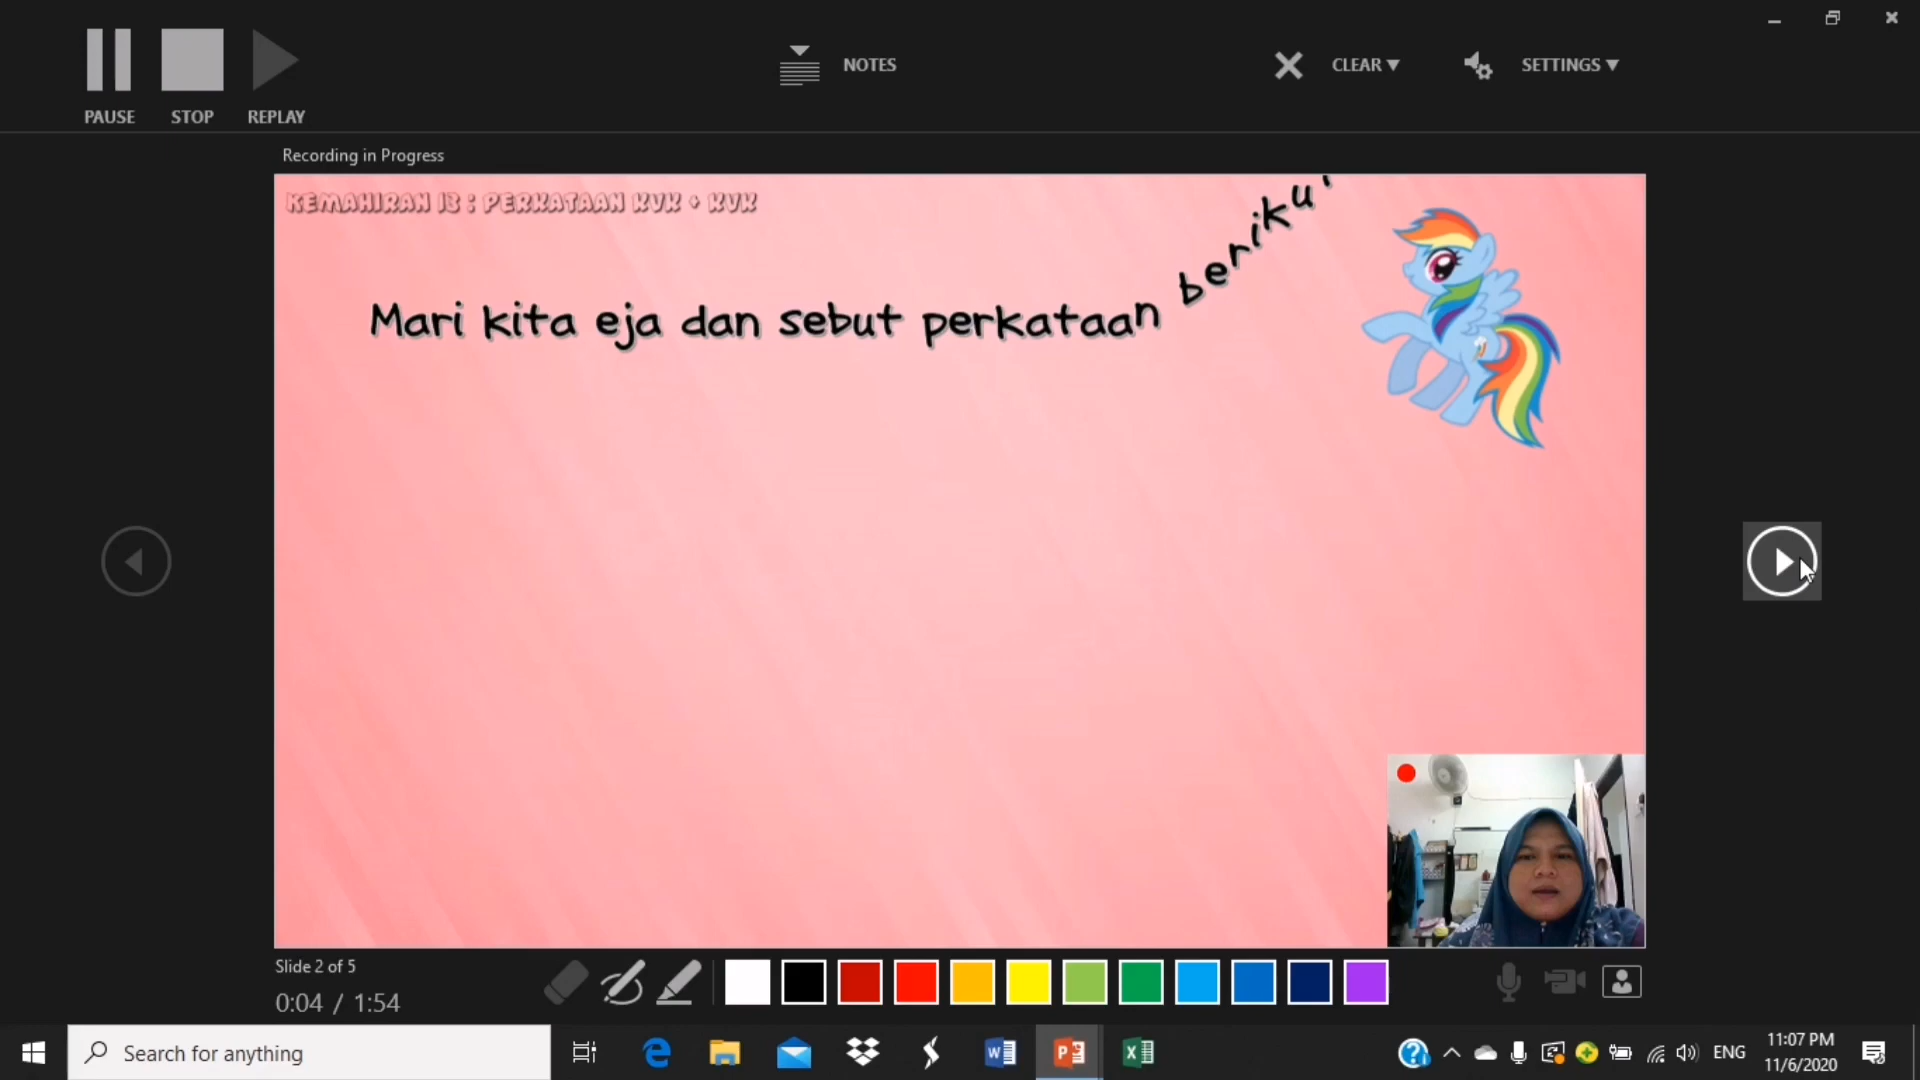 PAUSE
STOP
REPLAY
NOTES
CLEAR
SETTINGS
Recording in Progress
KEMAHIRAN 13 : PERKATAAN KVK + KVK
Mari kita eja dan sebut perkataan beriku
Slide 2 of 5
0:04 / 1:54
Search for anything
ENG
11:07 PM
11/6/2020